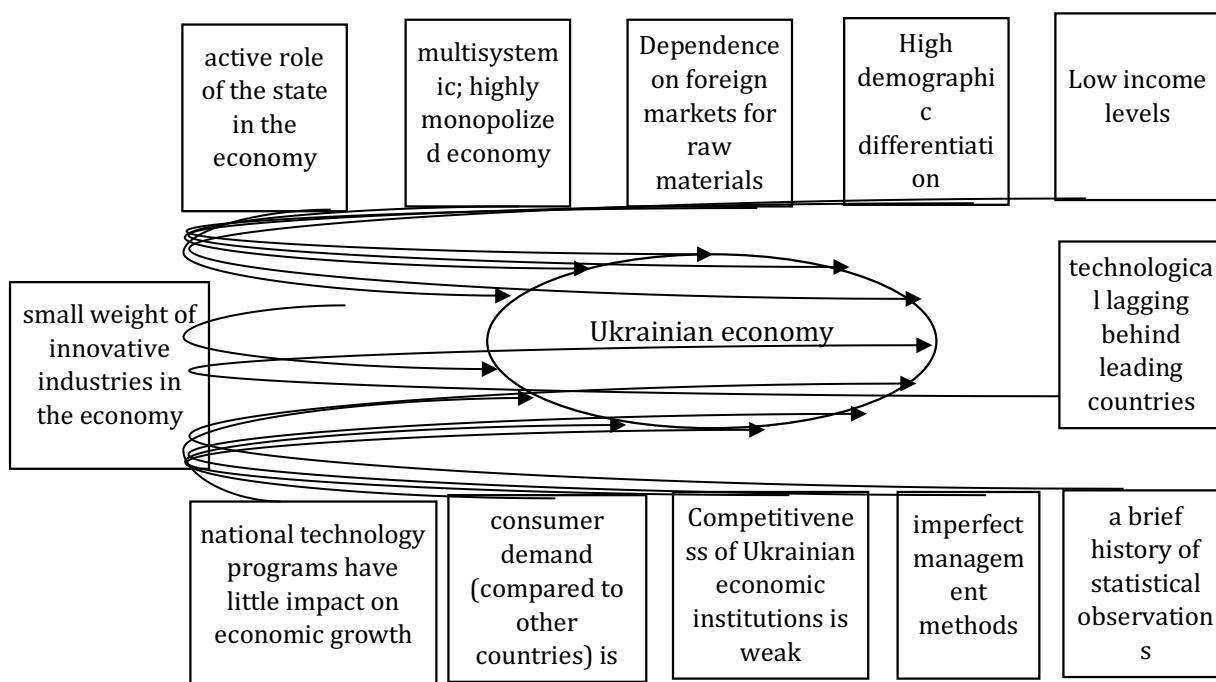 active role
of the state
in the
economy
multisystem
ic; highly
monopolize
d economy
Dependence
on foreign
markets for
raw
materials
High
demographi
c
differentiati
on
Low income
levels
small weight of
innovative
industries in
the economy
Ukrainian economy
technologica
l lagging
behind
leading
countries
national technology
programs have
little impact on
economic growth
consumer
demand
(compared to
other
countries) is
Competitivene
ss of Ukrainian
economic
institutions is
weak
imperfect
managem
ent
methods
a brief
history of
statistical
observation
s